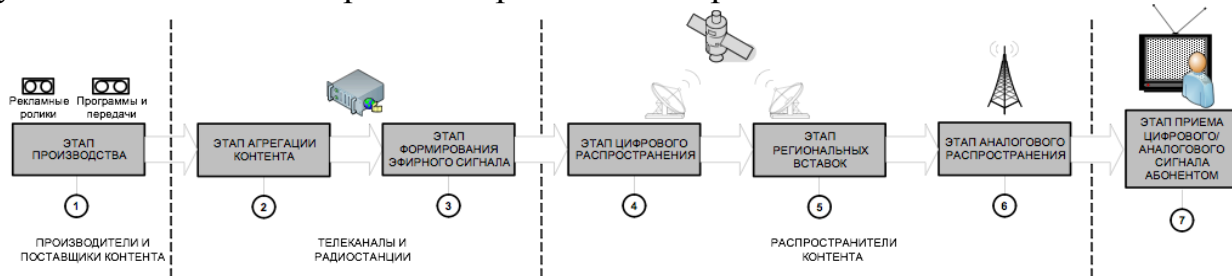 Рекламные ролики
Программы и передачи
ЭТАП
ПРОИЗВОДСТВА
1
ПРОИЗВОДИТЕЛИ И
ПОСТАВЩИКИ КОНТЕНТА
ЭТАП АГРЕГАЦИИ
КОНТЕНТА
2
ЭТАП
ФОРМИРОВАНИЯ
ЭФИРНОГО СИГНАЛА
3
ТЕЛЕКАНАЛЫ И
РАДИОСТАНЦИИ
ЭТАП ЦИФРОВОГО
РАСПРОСТРАНЕНИЯ
4
ЭТАП
РЕГИОНАЛЬНЫХ
ВСТАВОК
5
ЭТАП АНАЛОГОВОГО
РАСПРОСТРАНЕНИЯ
6
РАСПРОСТРАНИТЕЛИ
КОНТЕНТА
ЭТАП ПРИЕМА
ЦИФРОВОГО/
АНАЛОГОВОГО
СИГНАЛА
АБОНЕНТОМ
7